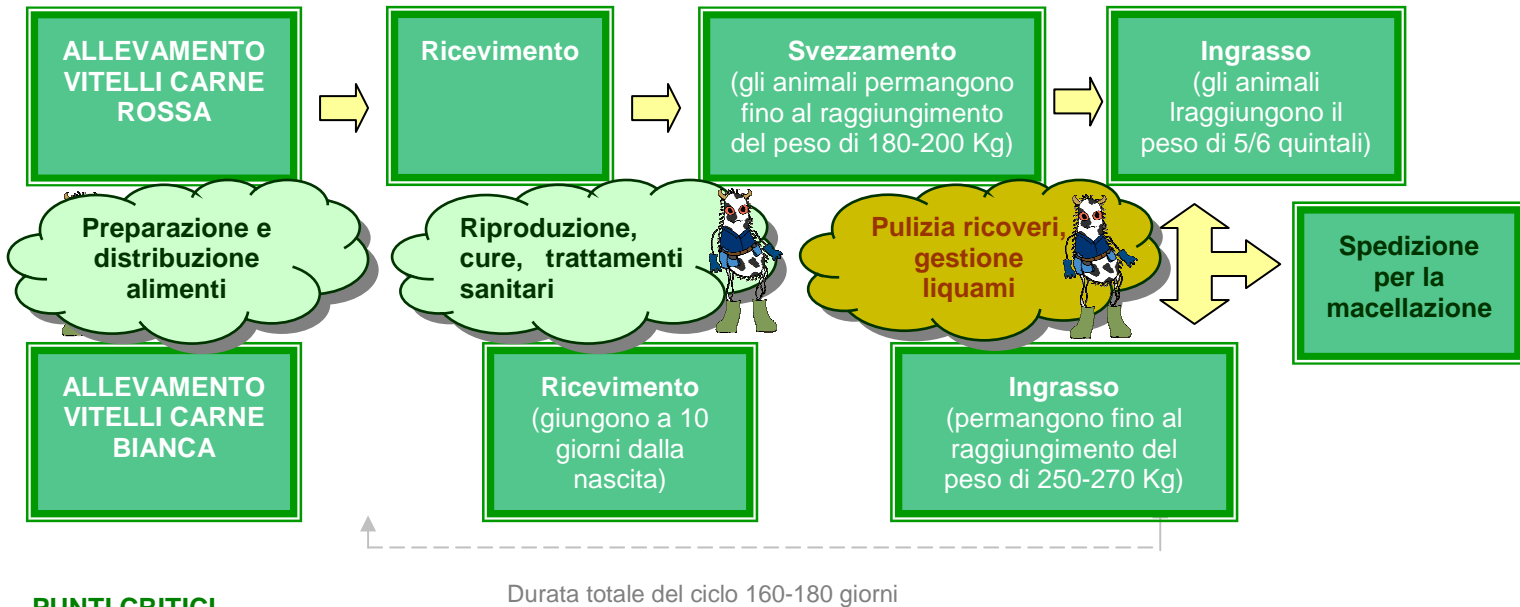 ALLEVAMENTO
VITELLI CARNE
ROSSA
Ricevimento
Svezzamento
(gli animali permangono
fino al raggiungimento
del peso di 180-200 Kg)
Ingrasso
(gli animali
lraggiungono il
peso di 5/6 quintali)
Preparazione e
distribuzione
alimenti
Riproduzione,
cure, trattamenti
sanitari
Pulizia ricoveri,
gestione
liquami
Spedizione
per la
macellazione
ALLEVAMENTO
VITELLI CARNE
BIANCA
Ricevimento
(giungono a 10
giorni dalla
nascita)
Ingrasso
(permangono fino al
raggiungimento del
peso di 250-270 Kg)
Durata totale del ciclo 160-180 giorni
PUNTI CRITICI